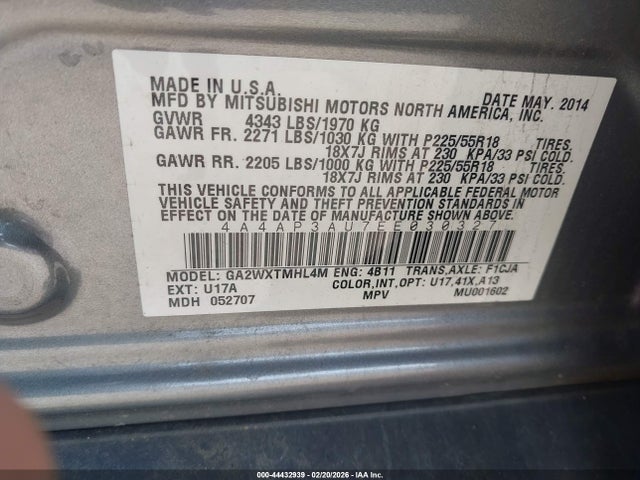 MADE IN U.S.A. DATE MAY. 2014
MFD BY MITSUBISHI MOTORS NORTH AMERICA, INC.
GVWR 4343 LBS/1970 KG
GAWR FR. 2271 LBS/1030 KG WITH P225/55R18 TIRES.
18X7J RIMS AT 230 KPA/33 PSI COLD.
GAWR RR. 2205 LBS/1000 KG WITH P225/55R18 TIRES.
18X7J RIMS AT 230 KPA/33 PSI COLD.
THIS VEHICLE CONFORMS TO ALL APPLICABLE FEDERAL MOTOR
VEHICLE SAFETY AND THEFT PREVENTION STANDARDS IN
EFFECT ON THE DATE OF MANUFACTURE SHOWN ABOVE.
4A4AP3AU7EE030327
MODEL: GA2WXTMHL4M ENG: 4B11 TRANS,AXLE: F1CJA
EXT: U17A COLOR,INT,OPT: U17,41X,A13
MDH 052707 MPV MU001602
000-44432939 - 02/20/2026 - IAA Inc.